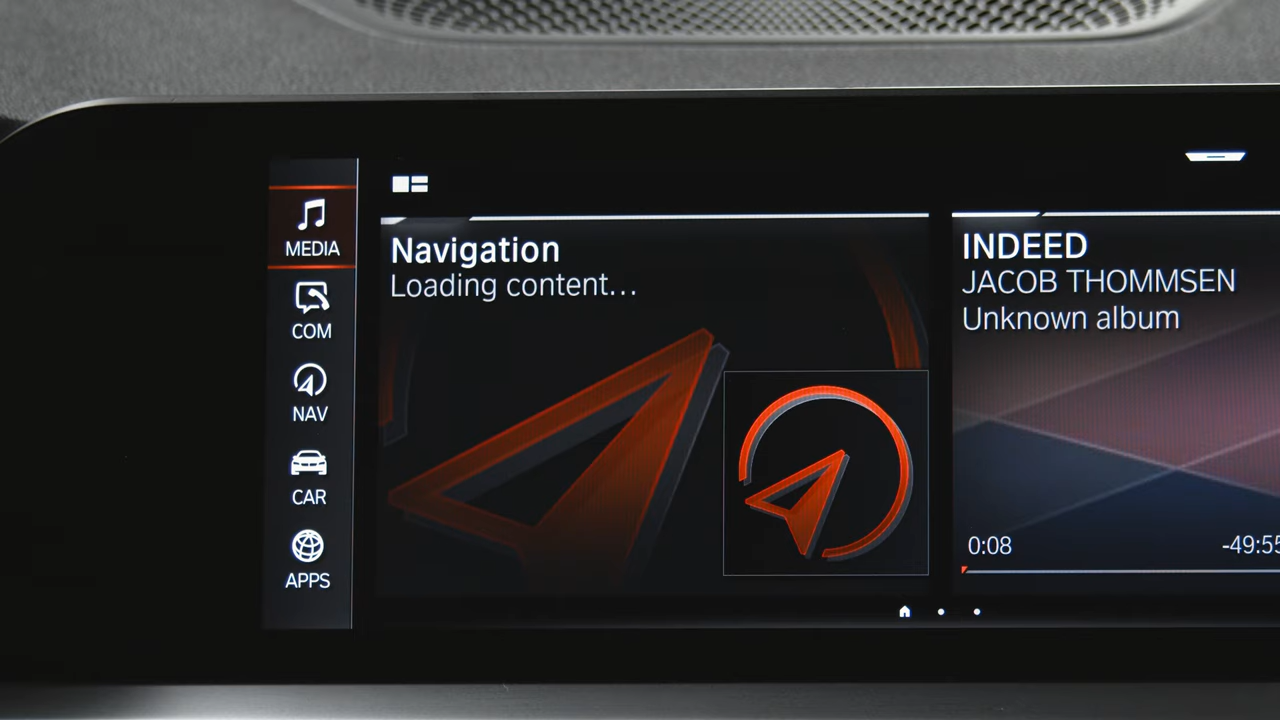 MEDIA
COM
NAV
CAR
APPS
Navigation
Loading content...
INDEED
JACOB THOMMSEN
Unknown album
0:08
-49:55